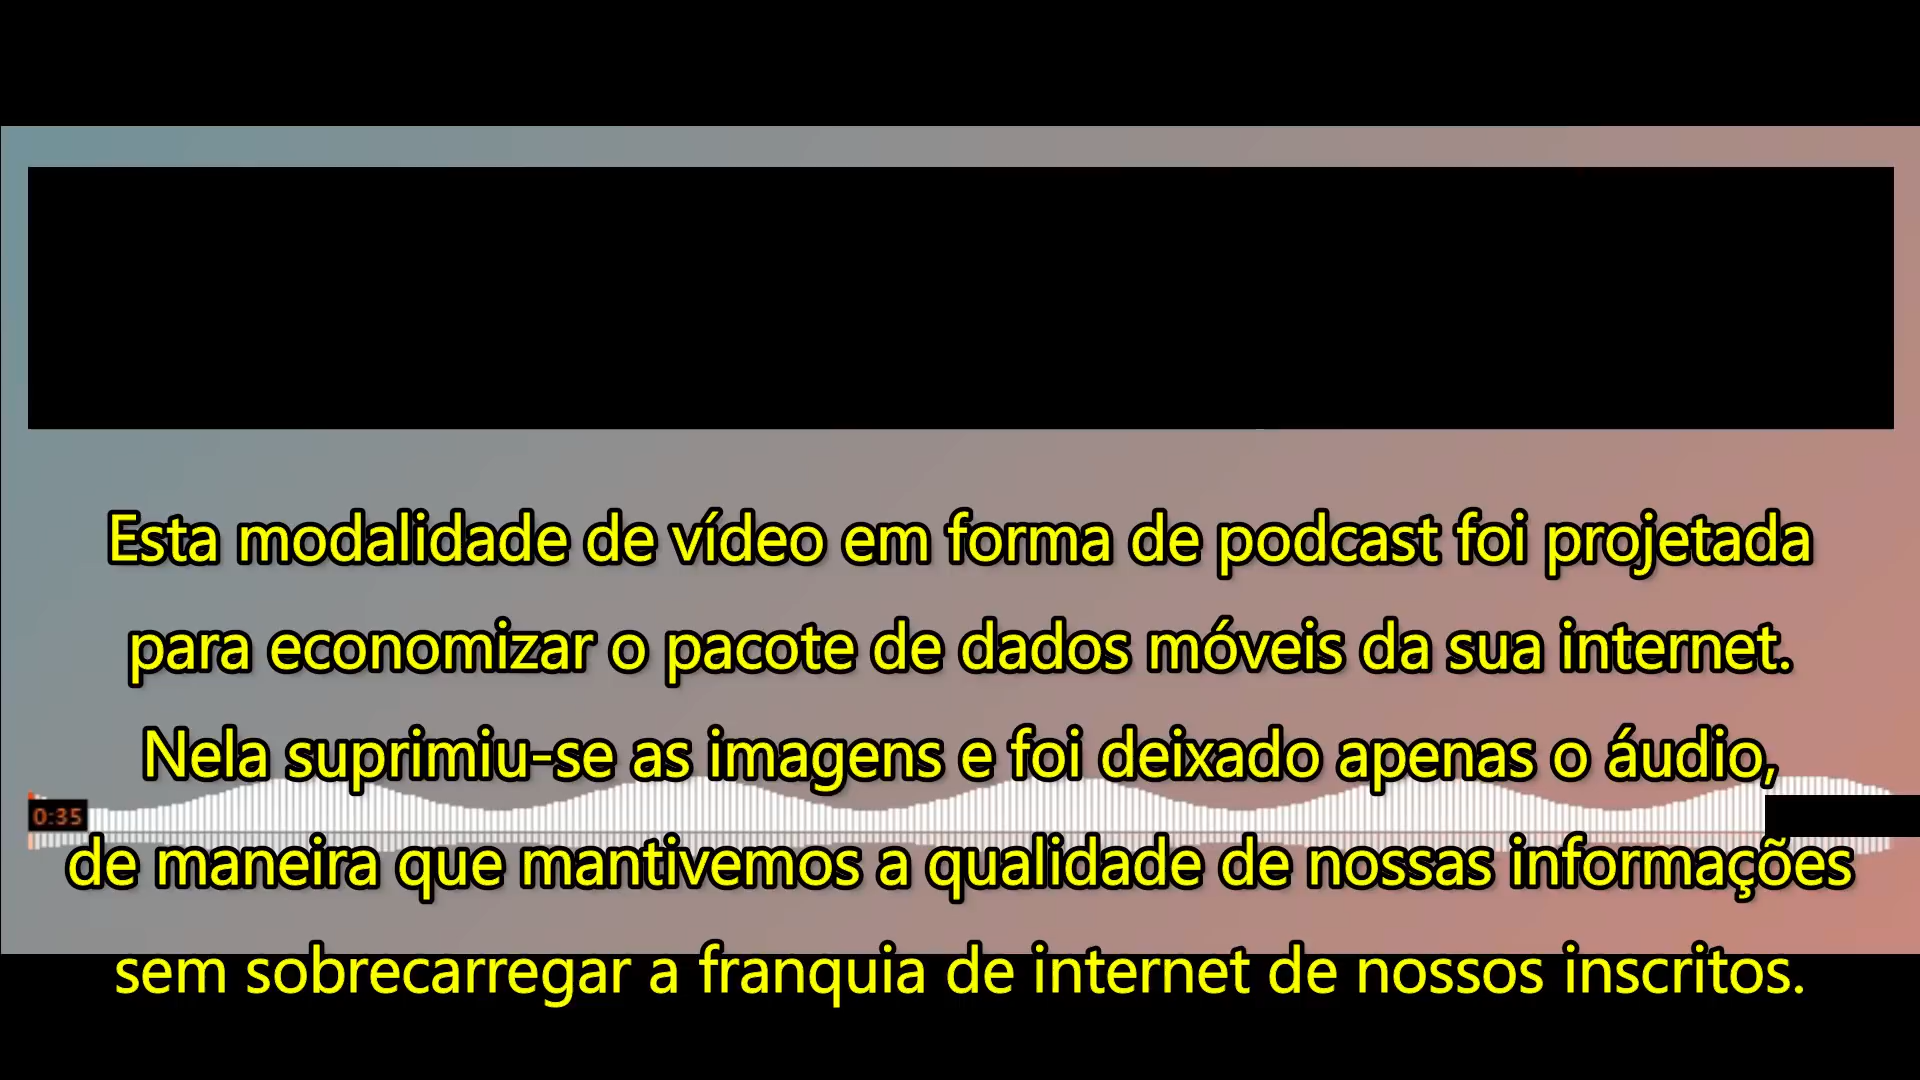 Esta modalidade de vídeo em forma de podcast foi projetada
para economizar o pacote de dados móveis da sua internet.
Nela suprimiu-se as imagens e foi deixado apenas o áudio,
0:35
de maneira que mantivemos a qualidade de nossas informações
sem sobrecarregar a franquia de internet de nossos inscritos.